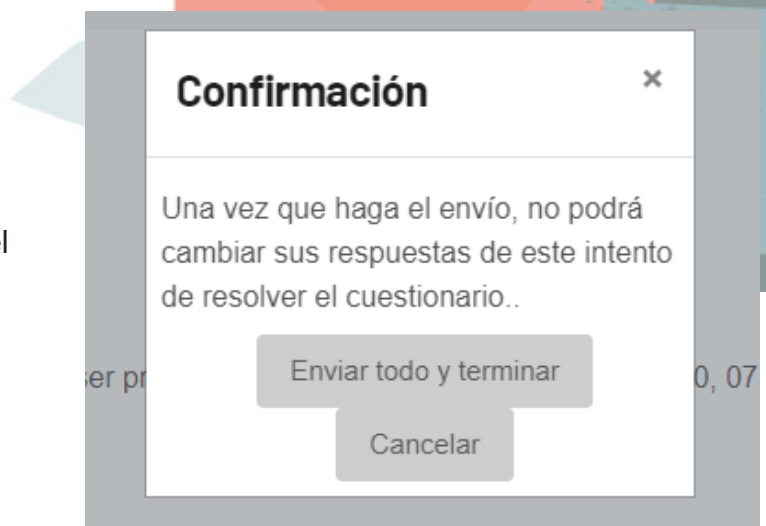 Confirmación ×
Una vez que haga el envío, no podrá
cambiar sus respuestas de este intento
de resolver el cuestionario..
Enviar todo y terminar
Cancelar